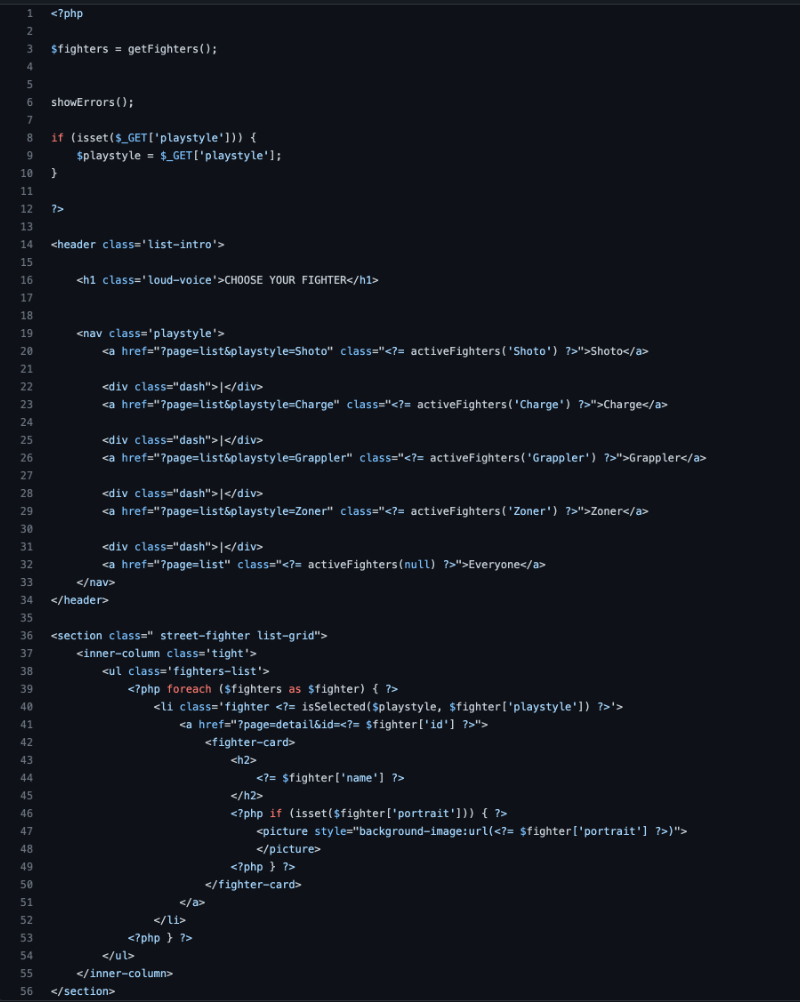 1 <?php
2
3 $fighters = getFighters();
4
5
6 showErrors();
7
8 if (isset($_GET['playstyle'])) {
9     $playstyle = $_GET['playstyle'];
10 }
11
12 ?>
13
14 <header class='list-intro'>
15
16     <h1 class='loud-voice'>CHOOSE YOUR FIGHTER</h1>
17
18
19     <nav class='playstyle'>
20         <a href="?page=list&playstyle=Shoto" class="<?= activeFighters('Shoto') ?>">Shoto</a>
21
22         <div class="dash">|</div>
23         <a href="?page=list&playstyle=Charge" class="<?= activeFighters('Charge') ?>">Charge</a>
24
25         <div class="dash">|</div>
26         <a href="?page=list&playstyle=Grappler" class="<?= activeFighters('Grappler') ?>">Grappler</a>
27
28         <div class="dash">|</div>
29         <a href="?page=list&playstyle=Zoner" class="<?= activeFighters('Zoner') ?>">Zoner</a>
30
31         <div class="dash">|</div>
32         <a href="?page=list" class="<?= activeFighters(null) ?>">Everyone</a>
33     </nav>
34 </header>
35
36 <section class=" street-fighter list-grid">
37     <inner-column class='tight'>
38         <ul class='fighters-list'>
39             <?php foreach ($fighters as $fighter) { ?>
40                 <li class='fighter <?= isSelected($playstyle, $fighter['playstyle']) ?>'>
41                     <a href="?page=detail&id=<?= $fighter['id'] ?>">
42                         <fighter-card>
43                             <h2>
44                                 <?= $fighter['name'] ?>
45                             </h2>
46                             <?php if (isset($fighter['portrait'])) { ?>
47                                 <picture style="background-image:url(<?= $fighter['portrait'] ?>)">
48                                 </picture>
49                             <?php } ?>
50                         </fighter-card>
51                     </a>
52                 </li>
53             <?php } ?>
54         </ul>
55     </inner-column>
56 </section>